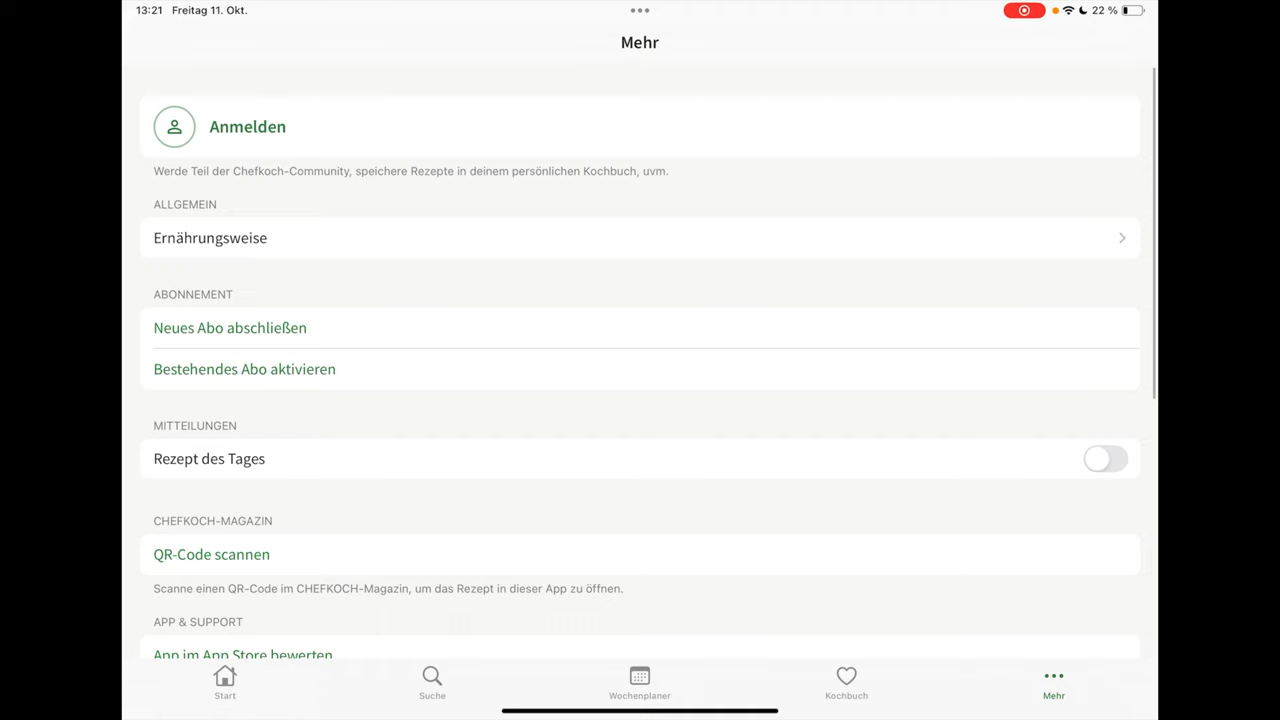 13:21 Freitag 11. Okt.
22 %
Mehr
Anmelden
Werde Teil der Chefkoch-Community, speichere Rezepte in deinem persönlichen Kochbuch, uvm.
ALLGEMEIN
Ernährungsweise
ABONNEMENT
Neues Abo abschließen
Bestehendes Abo aktivieren
MITTEILUNGEN
Rezept des Tages
CHEFKOCH-MAGAZIN
QR-Code scannen
Scanne einen QR-Code im CHEFKOCH-Magazin, um das Rezept in dieser App zu öffnen.
APP & SUPPORT
App im App Store bewerten
Start
Suche
Wochenplaner
Kochbuch
Mehr